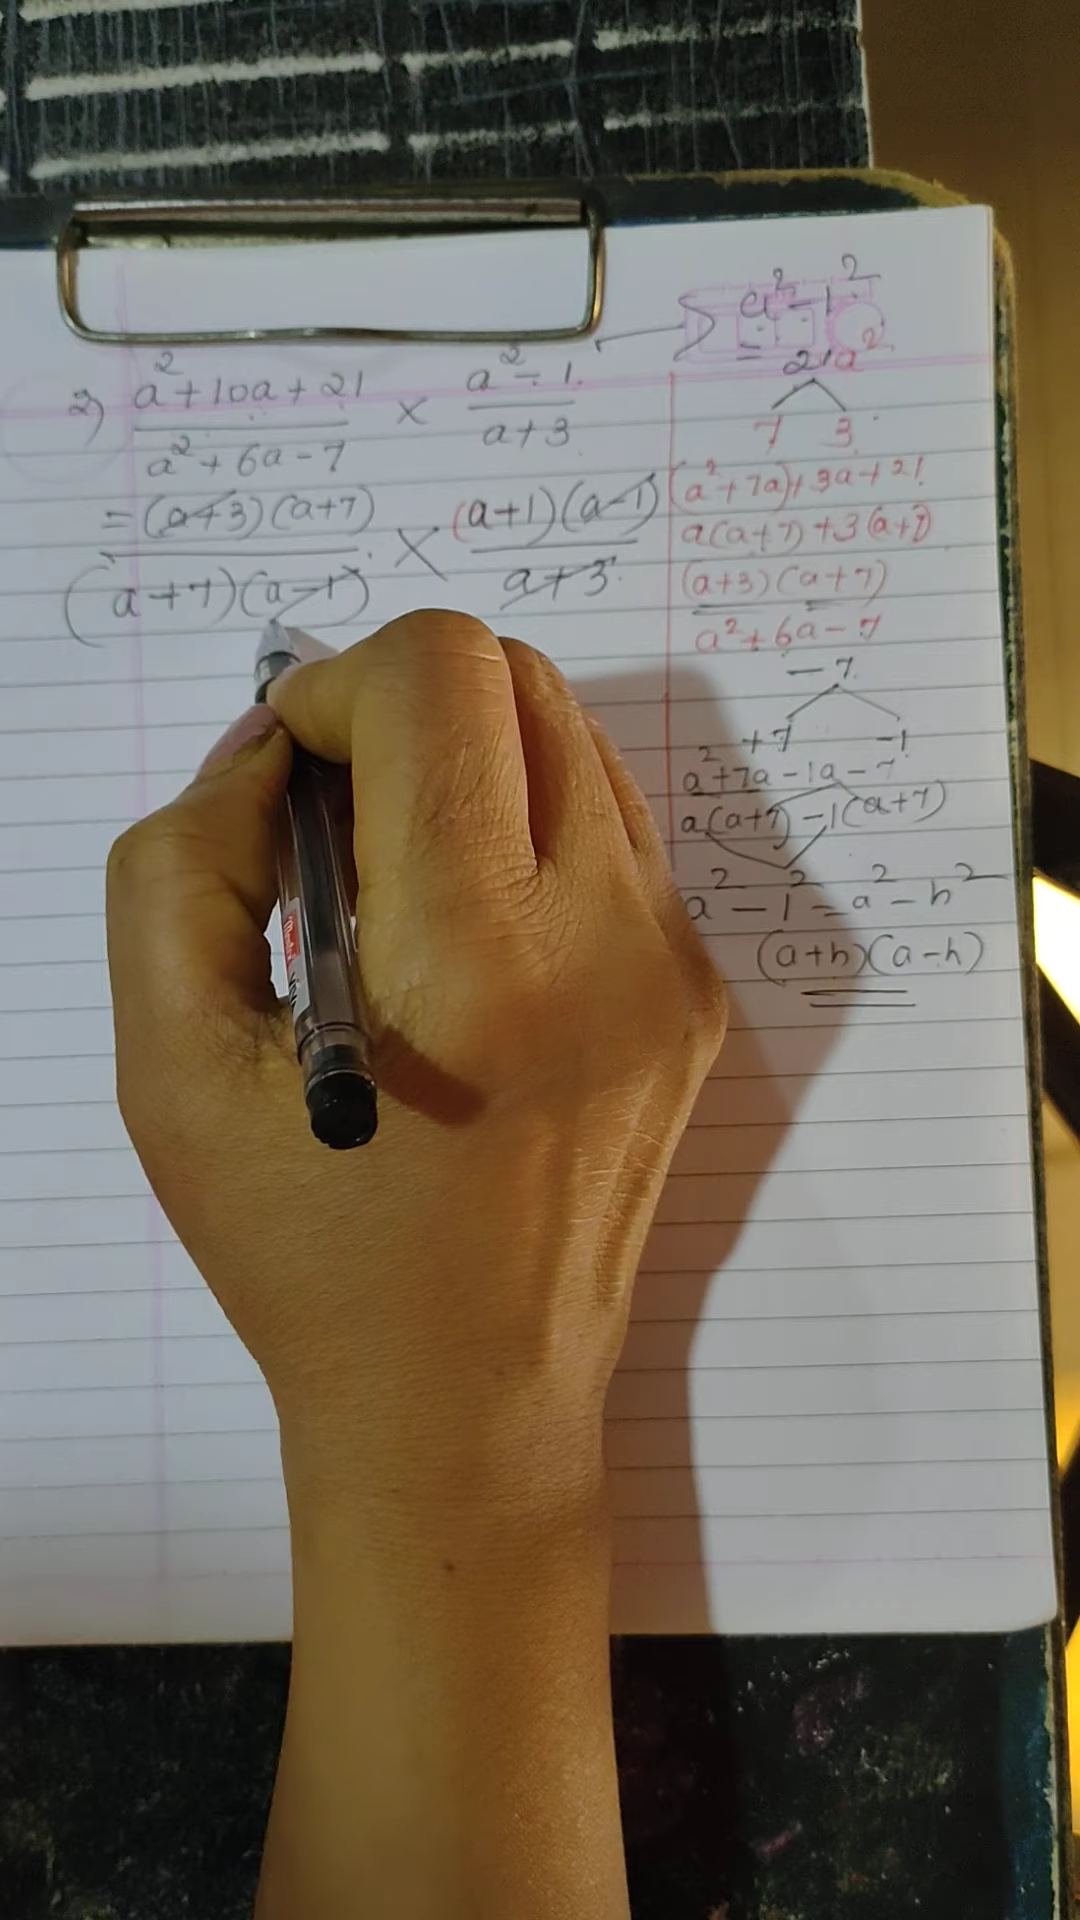 a² - 1²
2) a² + 10a + 21 / a² + 6a - 7 × a² - 1 / a + 3
= (a+3)(a+7) / (a+7)(a-1) × (a+1)(a-1) / a+3
21a²
7 3
(a² + 7a) + 3a + 21
a(a+7) + 3(a+7)
(a+3)(a+7)
a² + 6a - 7
- 7
+7 -1
a² + 7a - 1a - 7
a(a+7) - 1(a+7)
a² - 1² = a² - b²
(a+b)(a-b)